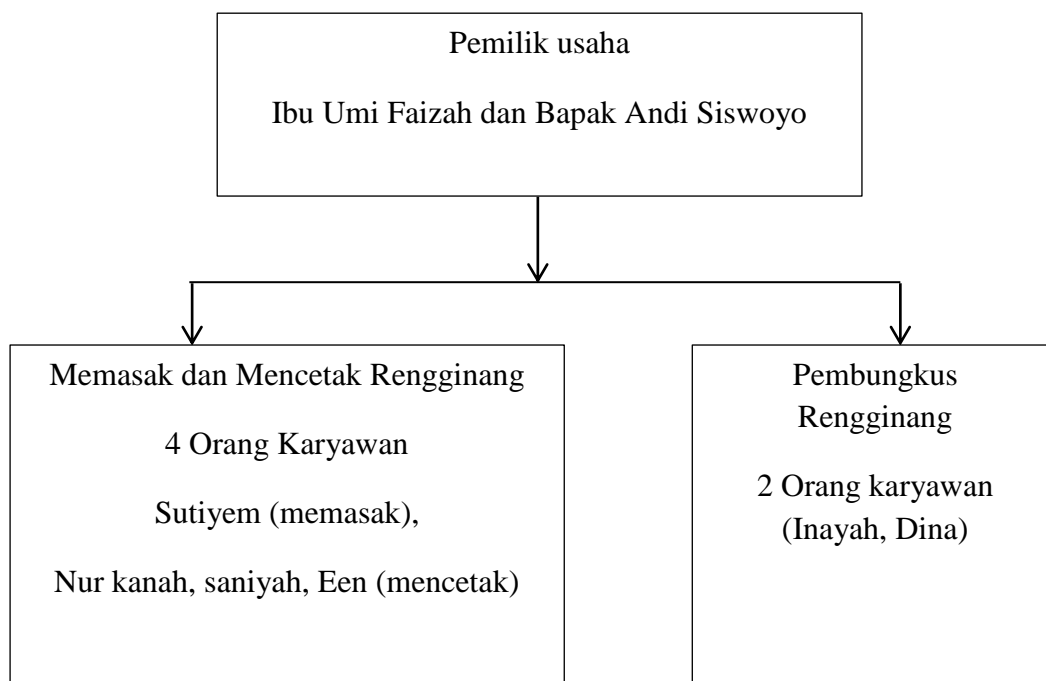 Pemilik usaha
Ibu Umi Faizah dan Bapak Andi Siswoyo
Memasak dan Mencetak Rengginang
4 Orang Karyawan
Sutiyem (memasak),
Nur kanah, saniyah, Een (mencetak)
Pembungkus
Rengginang
2 Orang karyawan
(Inayah, Dina)